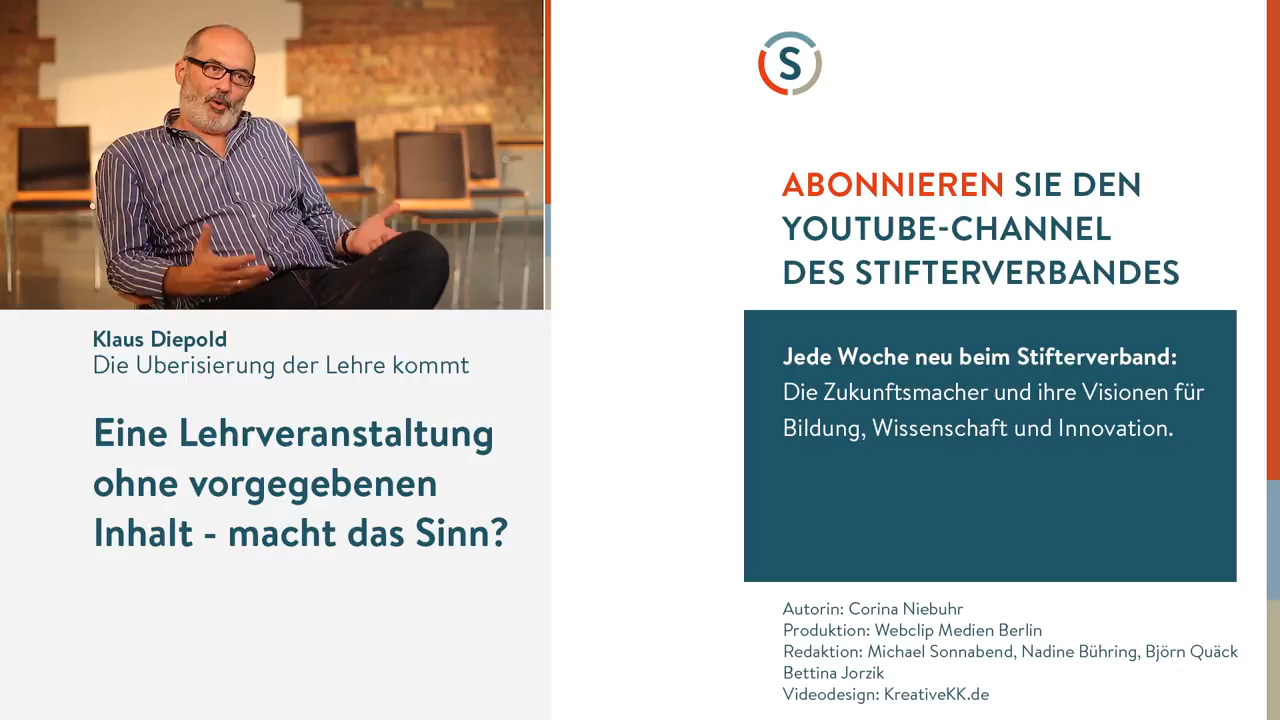 Klaus Diepold
Die Uberisierung der Lehre kommt
Eine Lehrveranstaltung
ohne vorgegebenen
Inhalt - macht das Sinn?
S
ABONNIEREN SIE DEN
YOUTUBE-CHANNEL
DES STIFTERVERBANDES
Jede Woche neu beim Stifterverband:
Die Zukunftsmacher und ihre Visionen für
Bildung, Wissenschaft und Innovation.
Autorin: Corina Niebuhr
Produktion: Webclip Medien Berlin
Redaktion: Michael Sonnabend, Nadine Bühring, Björn Quäck
Bettina Jorzik
Videodesign: KreativeKK.de